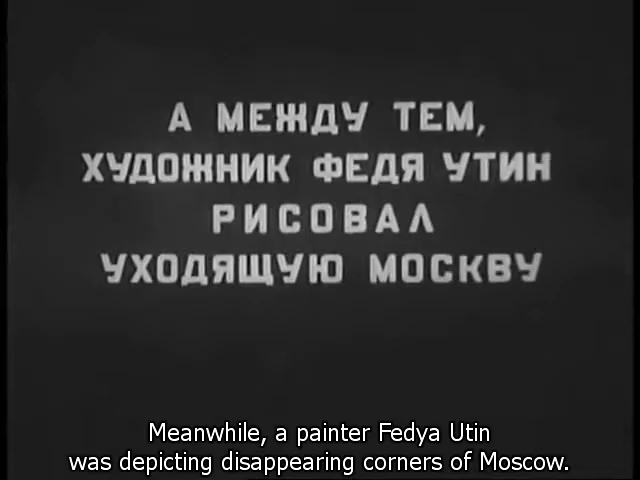 А МЕЖДУ ТЕМ,
ХУДОЖНИК ФЕДЯ УТИН
РИСОВАЛ
УХОДЯЩУЮ МОСКВУ
Meanwhile, a painter Fedya Utin
was depicting disappearing corners of Moscow.